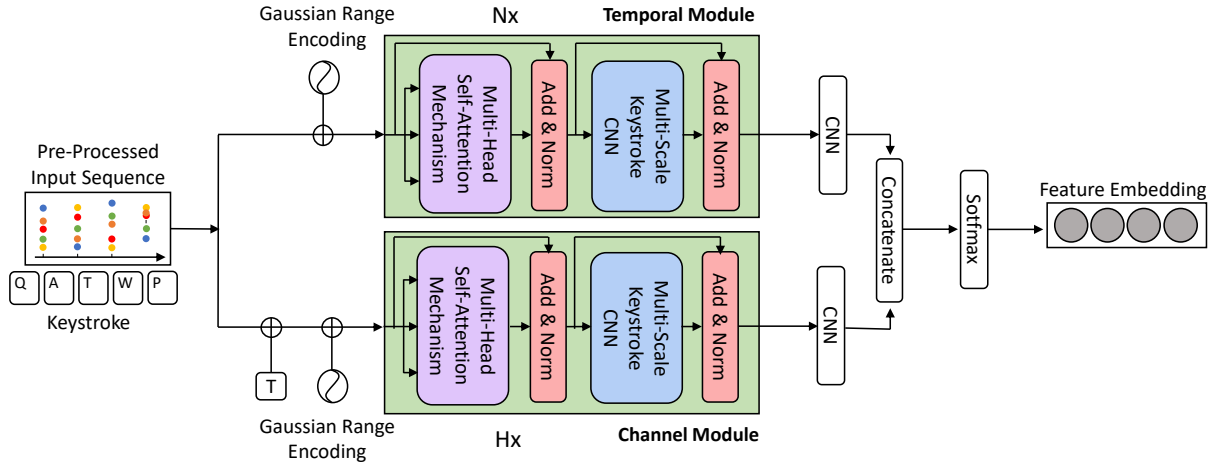 Gaussian Range
Encoding
Nx
Temporal Module
Multi-Head
Self-Attention
Mechanism
Add & Norm
Multi-Scale
Keystroke
CNN
Add & Norm
CNN
Pre-Processed
Input Sequence
Q A T W P
Keystroke
Concatenate
Sotfmax
Feature Embedding
T
Gaussian Range
Encoding
Multi-Head
Self-Attention
Mechanism
Add & Norm
Multi-Scale
Keystroke
CNN
Add & Norm
CNN
Hx
Channel Module